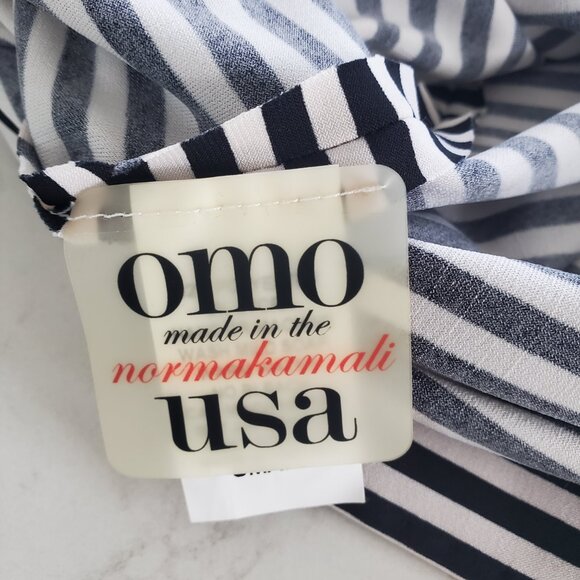 omo
made in the
normakamali
usa